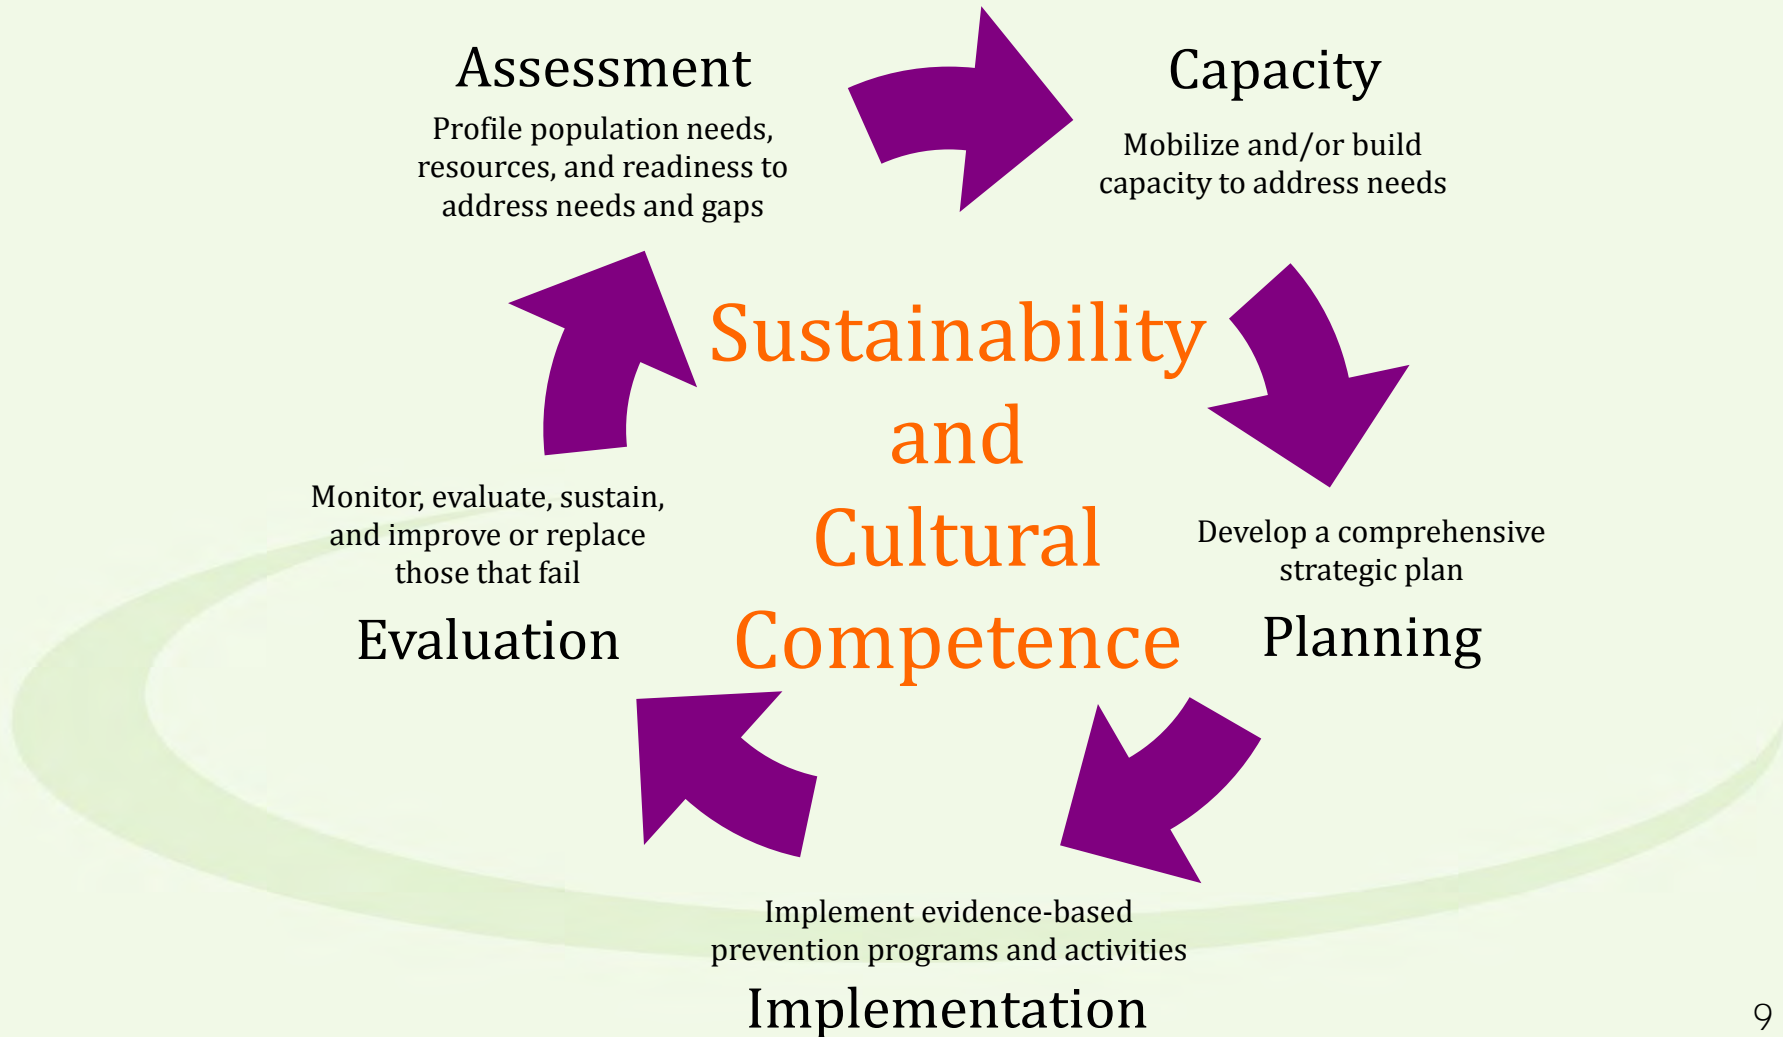 Assessment
Profile population needs,
resources, and readiness to
address needs and gaps
Capacity
Mobilize and/or build
capacity to address needs
Sustainability
and
Cultural
Competence
Develop a comprehensive
strategic plan
Planning
Implement evidence-based
prevention programs and activities
Implementation
Monitor, evaluate, sustain,
and improve or replace
those that fail
Evaluation
9